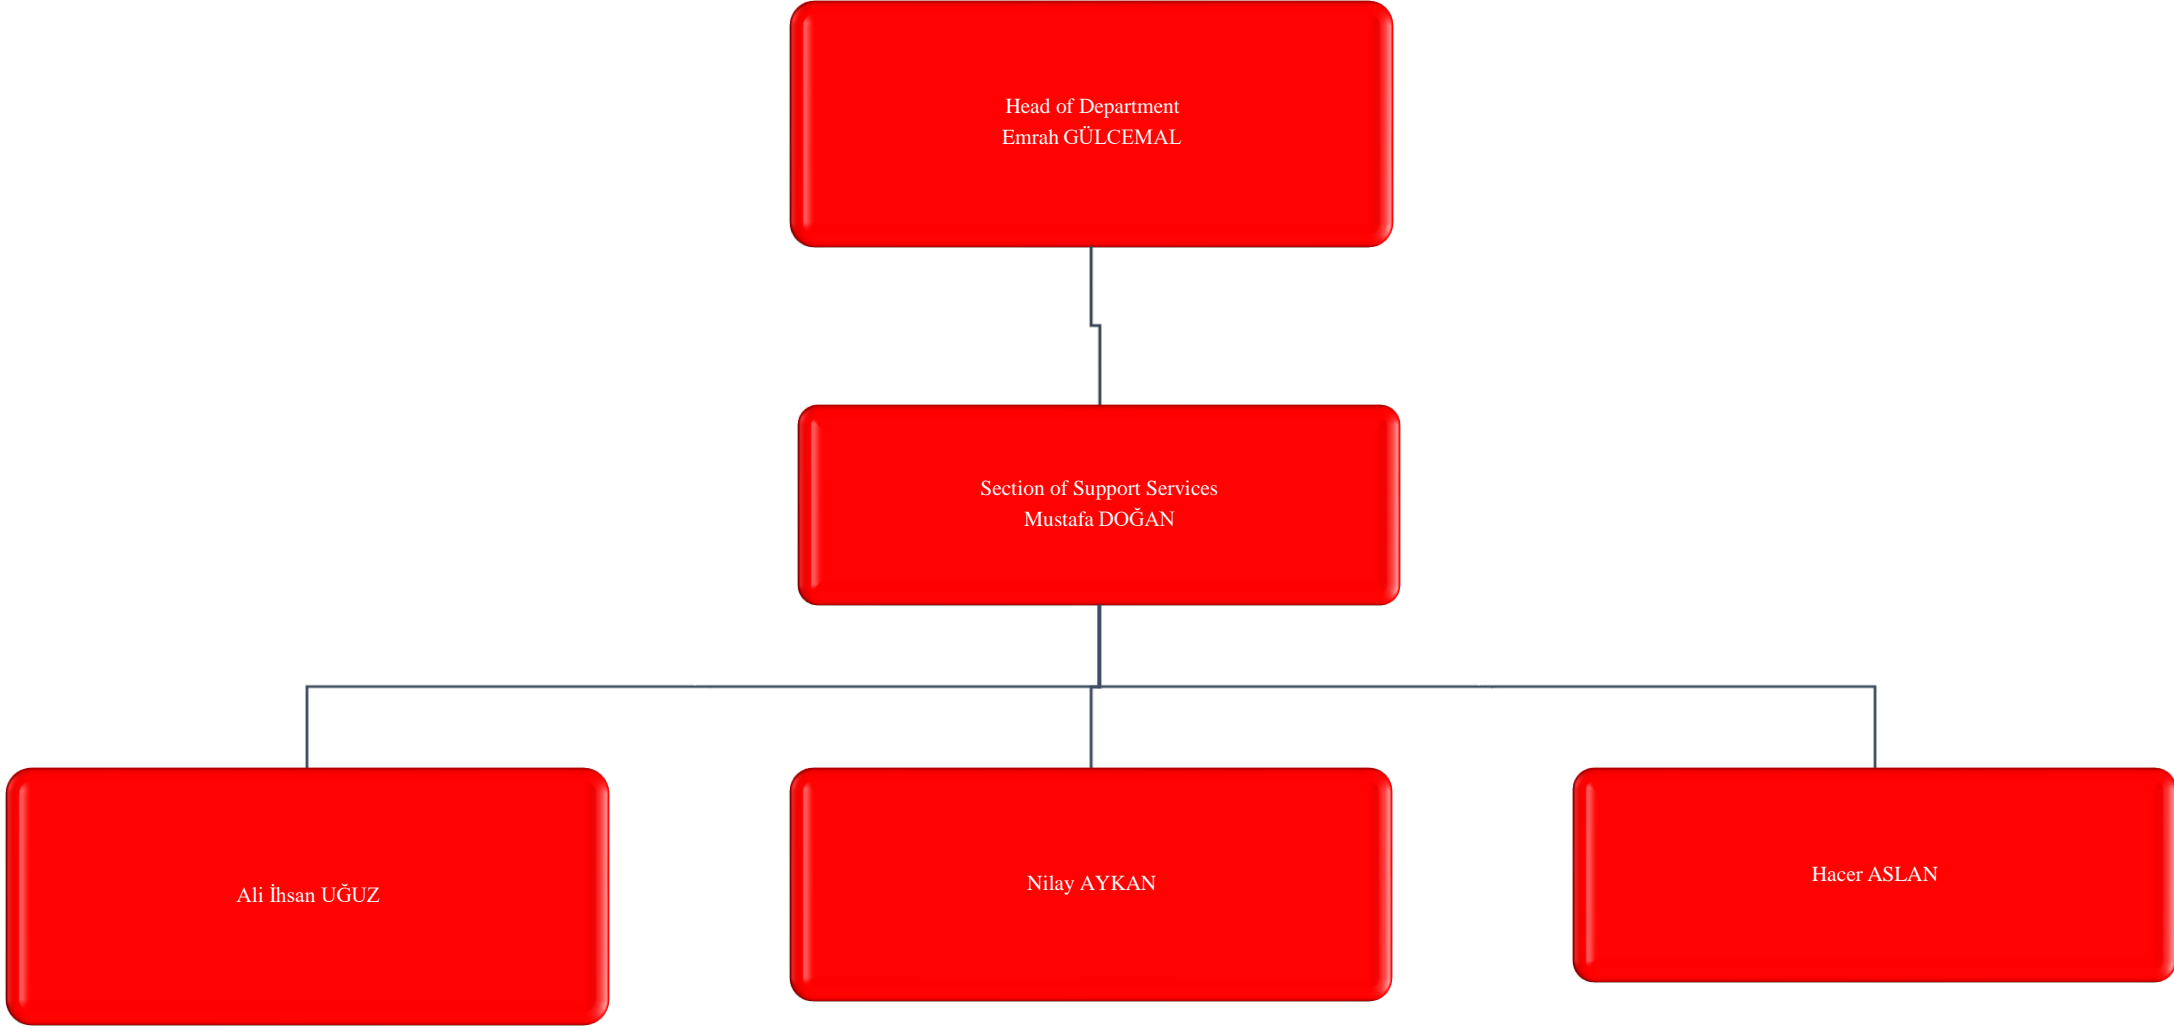 Head of Department
Emrah GÜLCEMAL
Section of Support Services
Mustafa DOĞAN
Ali İhsan UĞUZ
Nilay AYKAN
Hacer ASLAN